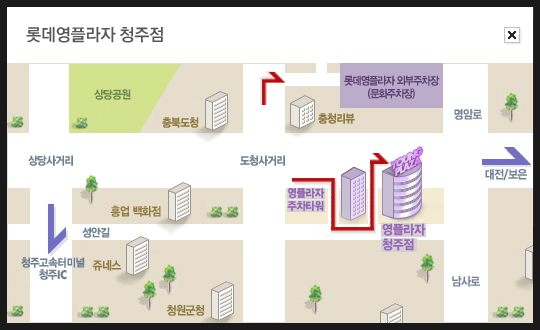 롯데영플라자 청주점
상당공원
롯데영플라자 외부주차장
(문화주차장)
충북도청
충청리뷰
명암로
상당사거리
도청사거리
대전/보은
영플라자
주차타워
흥업 백화점
영플라자
청주점
성안길
청주고속터미널
청주IC
쥬네스
남사로
청원군청